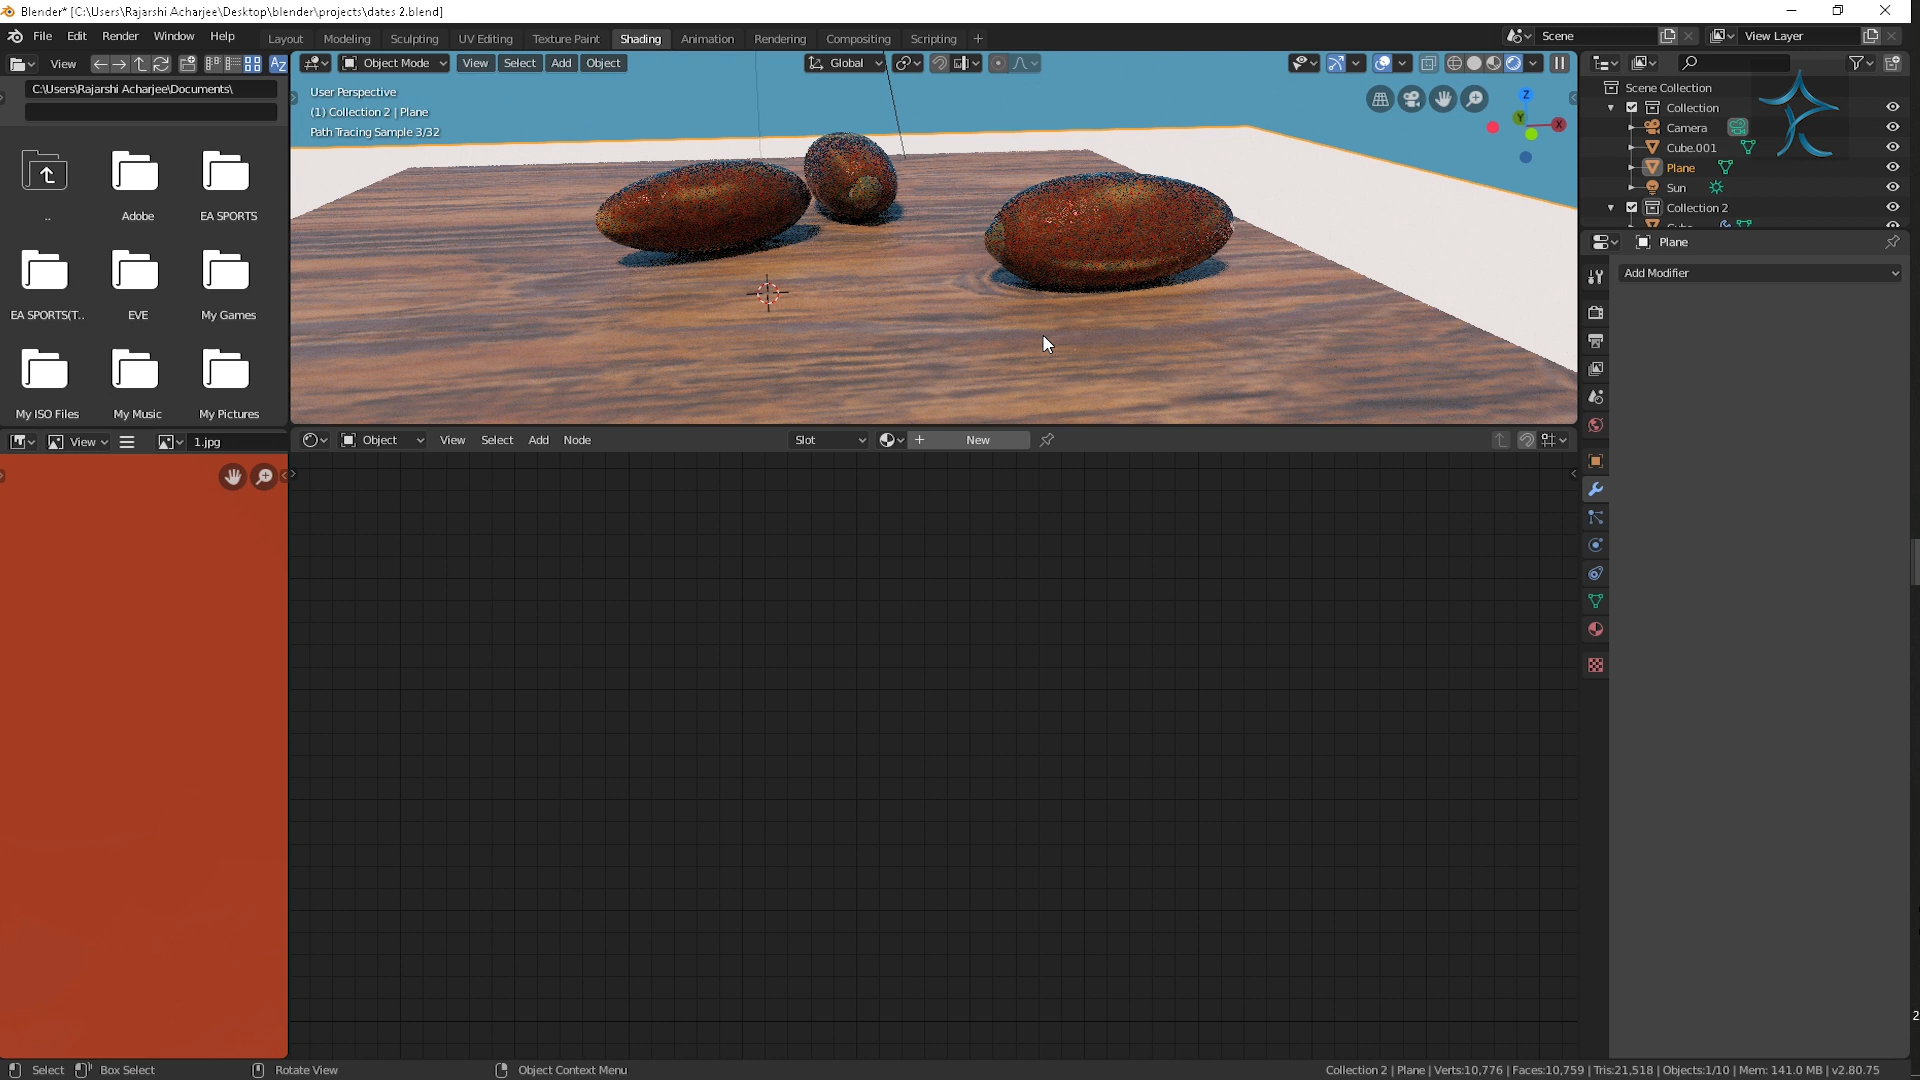 Blender* [C:\Users\Rajarshi Acharjee\Desktop\blender\projects\dates 2.blend]
File Edit Render Window Help
Layout Modeling Sculpting UV Editing Texture Paint Shading Animation Rendering Compositing Scripting +
Scene
View Layer
View
C:\Users\Rajarshi Acharjee\Documents\
..
Adobe
EA SPORTS
EA SPORTS(T..
EVE
My Games
My ISO Files
My Music
My Pictures
Object Mode View Select Add Object
Global
User Perspective
(1) Collection 2 | Plane
Path Tracing Sample 3/32
Z
Y
X
Scene Collection
Collection
Camera
Cube.001
Plane
Sun
Collection 2
Plane
Add Modifier
View
1.jpg
Object View Select Add Node
Slot
New
2
Select
Box Select
Rotate View
Object Context Menu
Collection 2 | Plane | Verts:10,776 | Faces:10,759 | Tris:21,518 | Objects:1/10 | Mem: 141.0 MB | v2.80.75